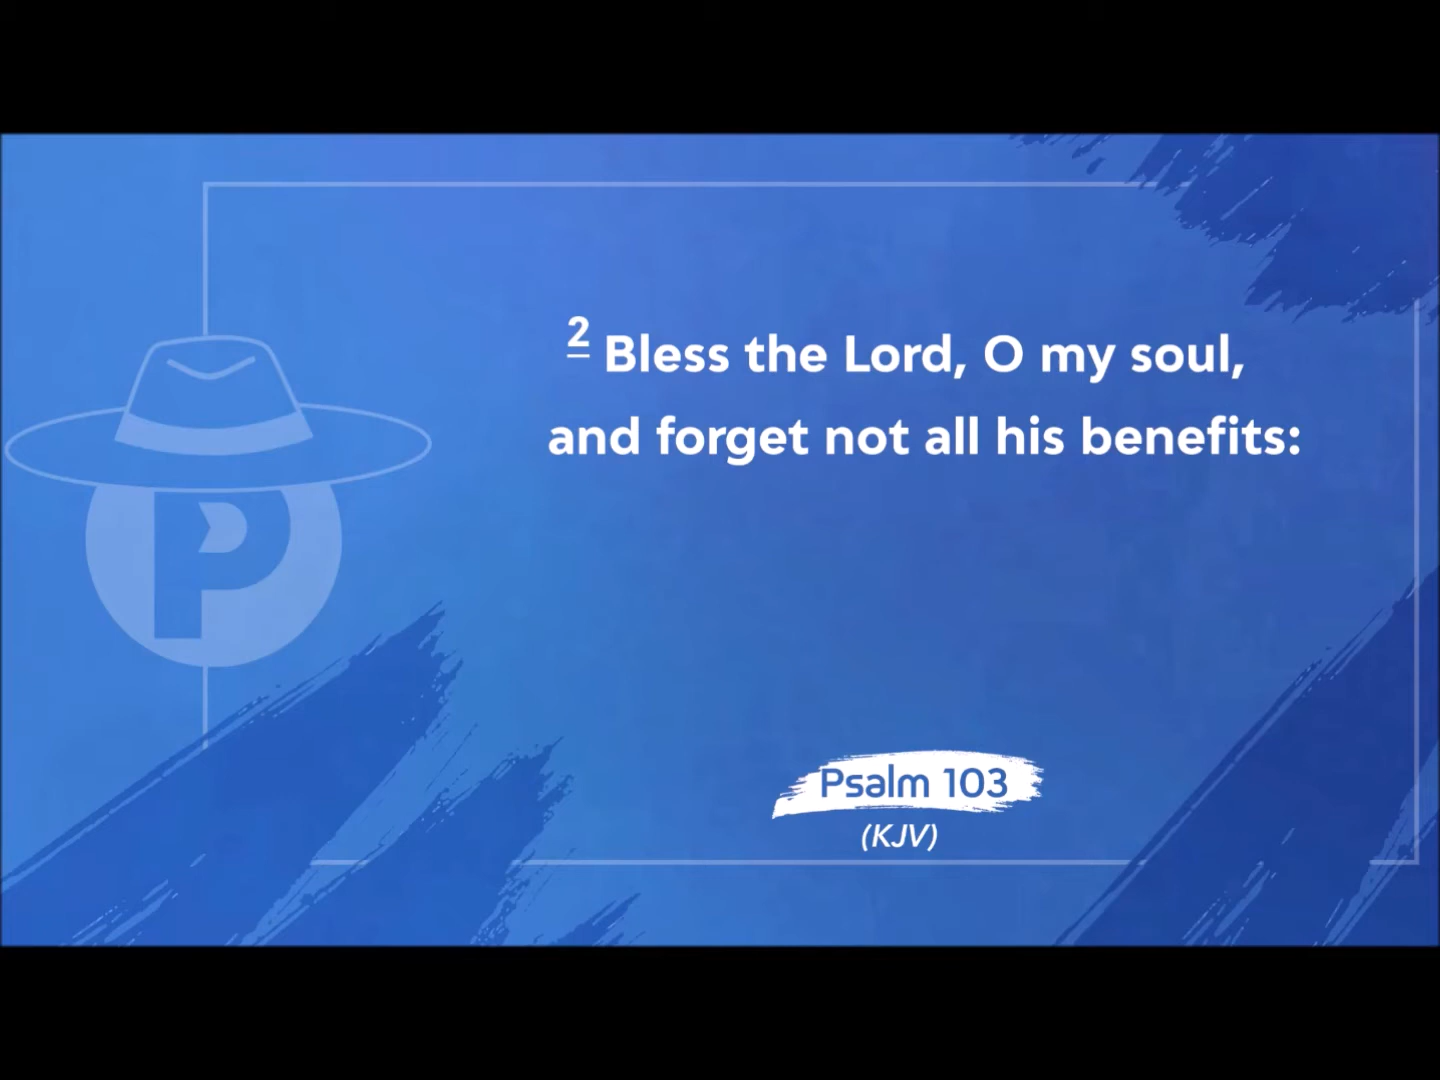 2 Bless the Lord, O my soul,
and forget not all his benefits:
P
Psalm 103
(KJV)